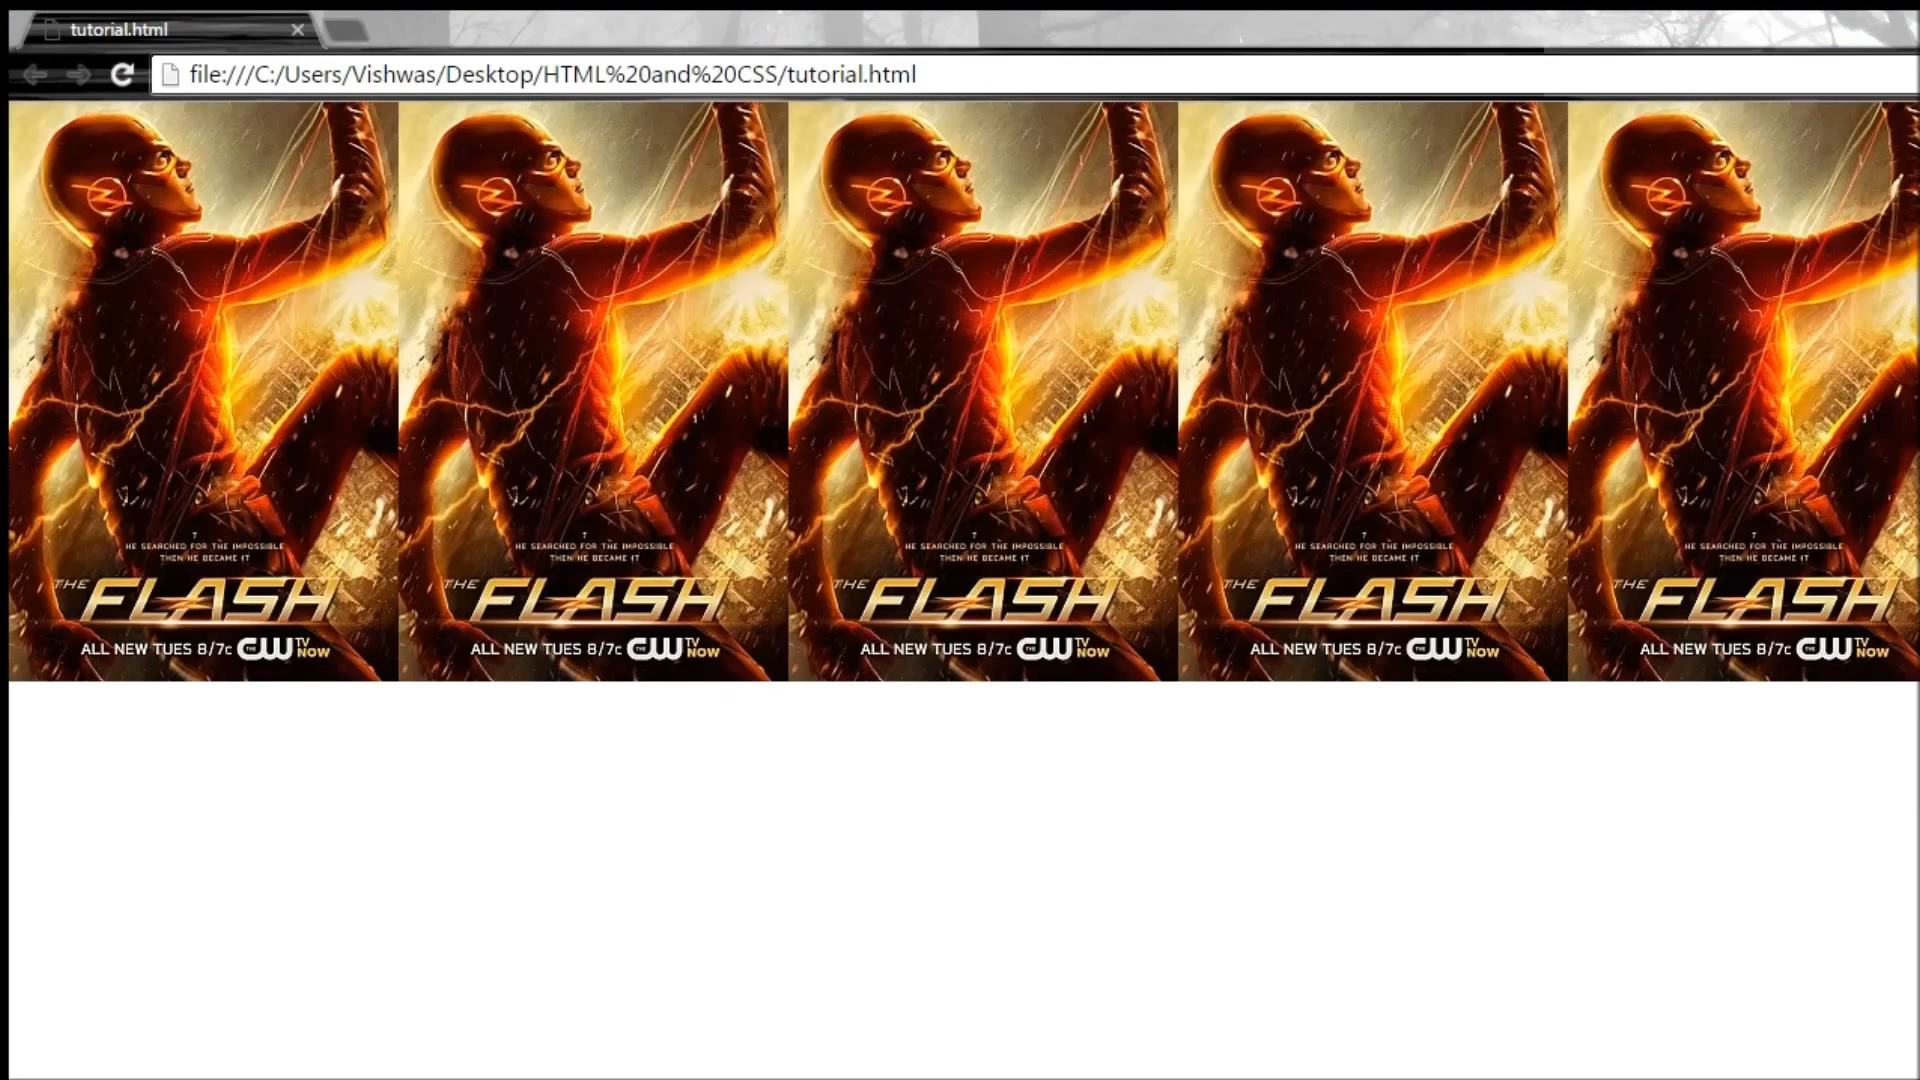 tutorial.html
file:///C:/Users/Vishwas/Desktop/HTML%20and%20CSS/tutorial.html
HE SEARCHED FOR THE IMPOSSIBLE
THEN HE BECAME IT
THE FLASH
ALL NEW TUES 8/7c THE CW TV NOW
HE SEARCHED FOR THE IMPOSSIBLE
THEN HE BECAME IT
THE FLASH
ALL NEW TUES 8/7c THE CW TV NOW
HE SEARCHED FOR THE IMPOSSIBLE
THEN HE BECAME IT
THE FLASH
ALL NEW TUES 8/7c THE CW TV NOW
HE SEARCHED FOR THE IMPOSSIBLE
THEN HE BECAME IT
THE FLASH
ALL NEW TUES 8/7c THE CW TV NOW
HE SEARCHED FOR THE IMPOSSIBLE
THEN HE BECAME IT
THE FLASH
ALL NEW TUES 8/7c THE CW TV NOW